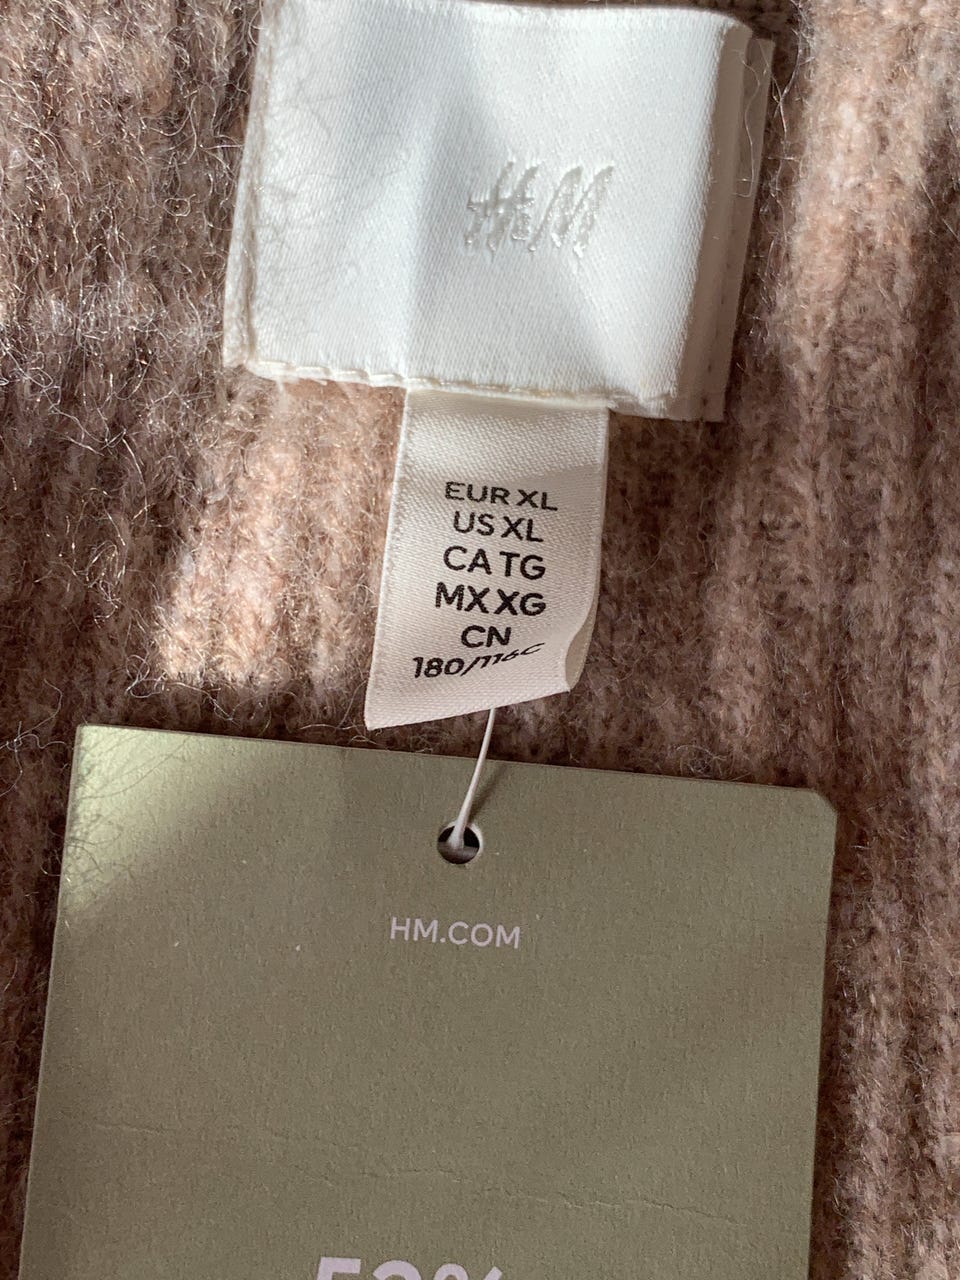 H&M
EUR XL
US XL
CA TG
MX XG
CN
180/116C
HM.COM